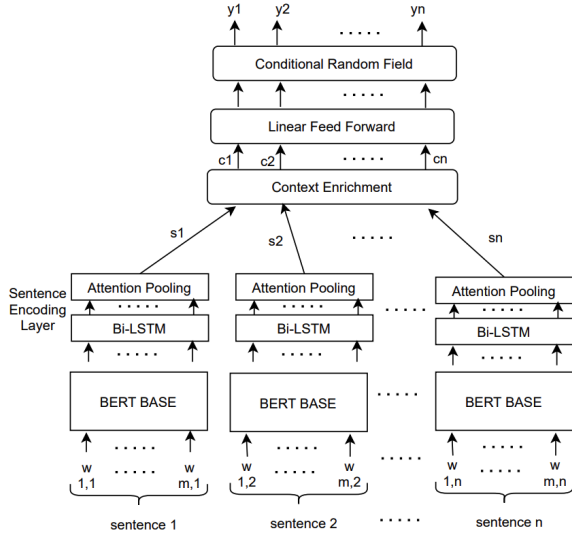 y1 y2 ..... yn
Conditional Random Field
.....
Linear Feed Forward
c1 c2 ..... cn
Context Enrichment
s1 s2 ..... sn
Sentence
Encoding
Layer
Attention Pooling Attention Pooling Attention Pooling
..... ..... ..... .....
Bi-LSTM Bi-LSTM Bi-LSTM
..... ..... .....
BERT BASE BERT BASE ..... BERT BASE
..... ..... .....
w ..... w w ..... w ..... w ..... w
1,1 m,1 1,2 m,2 1,n m,n
sentence 1 sentence 2 ..... sentence n